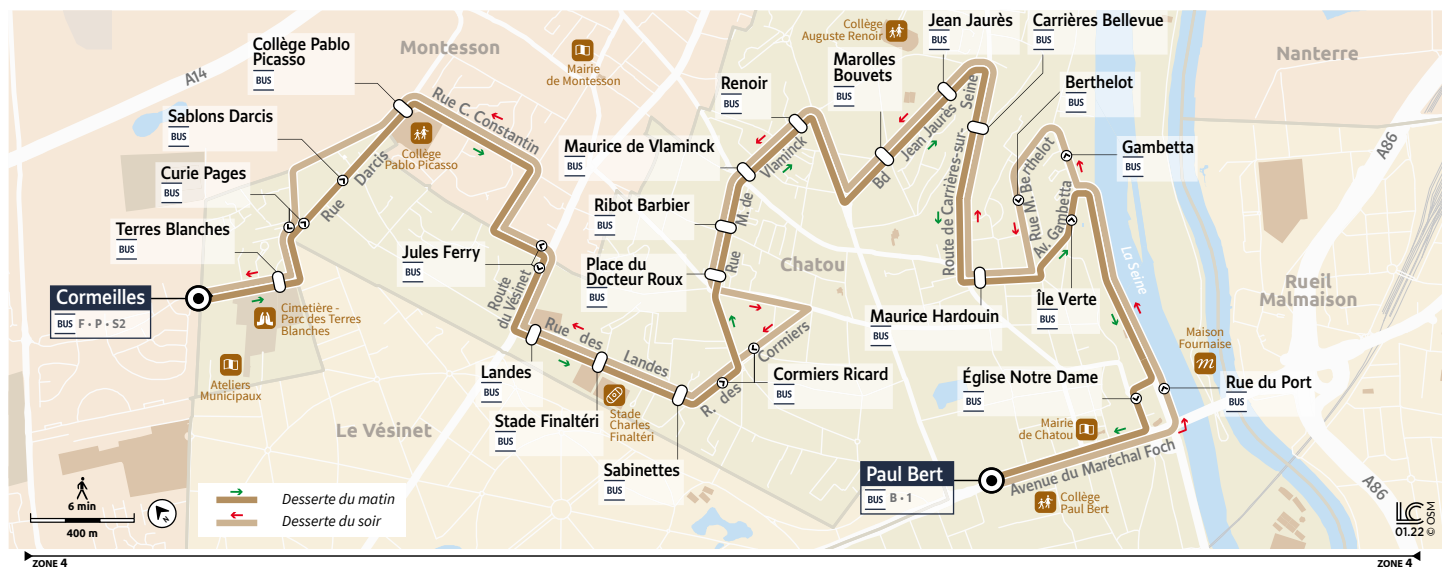 Collège Pablo
Picasso
BUS
Montesson
Mairie
de Montesson
A14
Sablons Darcis
BUS
Curie Pages
BUS
Terres Blanches
BUS
Cormeilles
BUS F • P • S2
Rue C. Constantin
Collège
Pablo Picasso
Rue Darcis
Cimetière -
Parc des Terres
Blanches
Ateliers
Municipaux
Jules Ferry
BUS
Route
du Vésinet
Landes
BUS
Rue des Landes
Stade Finaltéri
BUS
Stade
Charles
Finaltéri
Sabinettes
BUS
Le Vésinet
R. des Cormiers
Cormiers Ricard
BUS
Place du
Docteur Roux
BUS
Ribot Barbier
BUS
Maurice de Vlaminck
BUS
Renoir
BUS
Rue M. de Vlaminck
Chatou
Marolles
Bouvets
BUS
Collège
Auguste Renoir
Jean Jaurès
BUS
Bd Jean Jaurès
Carrières Bellevue
BUS
Route de Carrières-sur-Seine
Berthelot
BUS
Rue M. Berthelot
Gambetta
BUS
Av. Gambetta
Maurice Hardouin
BUS
Île Verte
BUS
La Seine
Nanterre
A86
Rueil
Malmaison
Maison
Fournaise
Église Notre Dame
BUS
Rue du Port
BUS
Mairie
de Chatou
Paul Bert
BUS B • 1
Avenue du Maréchal Foch
Collège
Paul Bert
A86
6 min
400 m
N
Desserte du matin
Desserte du soir
LC
01.22 © OSM
ZONE 4
ZONE 4